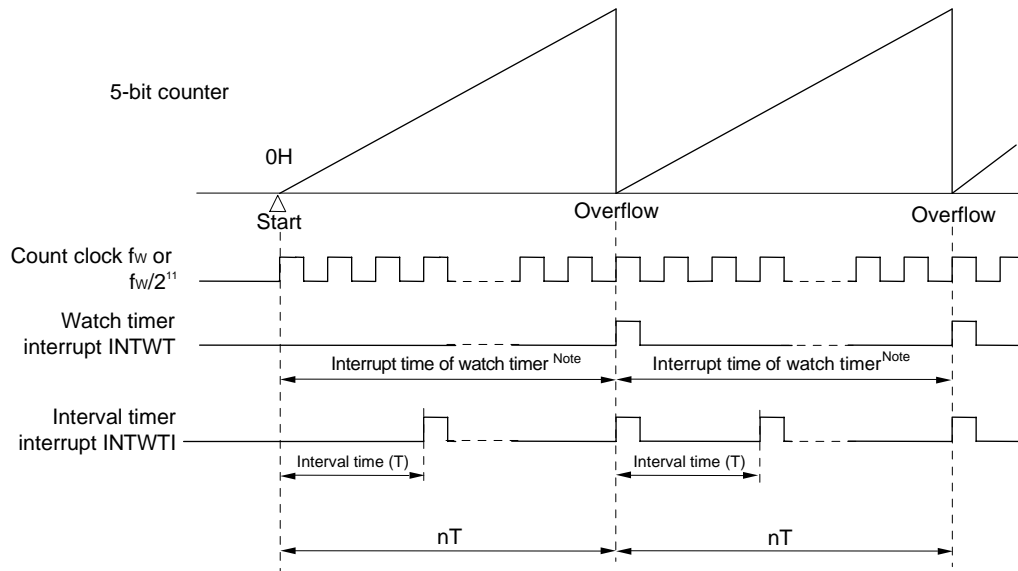 5-bit counter
0H
Start
Overflow
Overflow
Count clock fW or
fW/2¹¹
Watch timer
interrupt INTWT
Interrupt time of watch timer Note
Interrupt time of watch timer Note
Interval timer
interrupt INTWTI
Interval time (T)
Interval time (T)
nT
nT